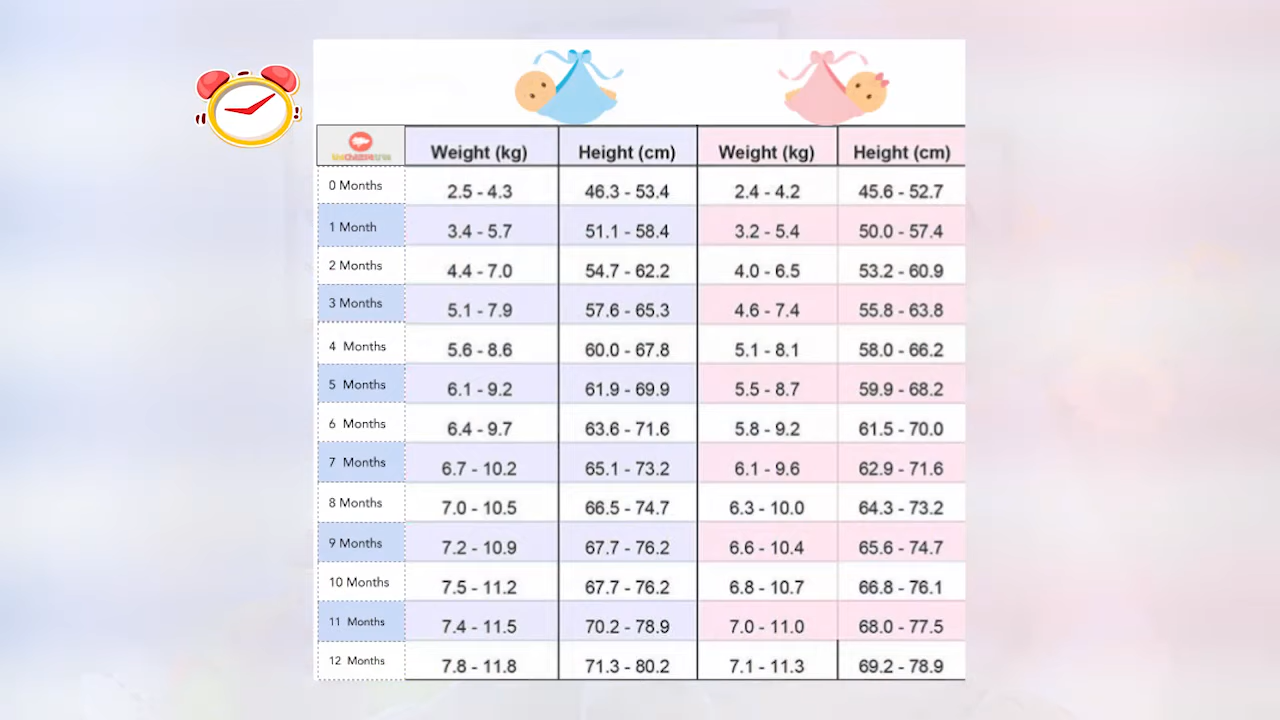 Weight (kg) Height (cm) Weight (kg) Height (cm)
0 Months 2.5 - 4.3 46.3 - 53.4 2.4 - 4.2 45.6 - 52.7
1 Month 3.4 - 5.7 51.1 - 58.4 3.2 - 5.4 50.0 - 57.4
2 Months 4.4 - 7.0 54.7 - 62.2 4.0 - 6.5 53.2 - 60.9
3 Months 5.1 - 7.9 57.6 - 65.3 4.6 - 7.4 55.8 - 63.8
4 Months 5.6 - 8.6 60.0 - 67.8 5.1 - 8.1 58.0 - 66.2
5 Months 6.1 - 9.2 61.9 - 69.9 5.5 - 8.7 59.9 - 68.2
6 Months 6.4 - 9.7 63.6 - 71.6 5.8 - 9.2 61.5 - 70.0
7 Months 6.7 - 10.2 65.1 - 73.2 6.1 - 9.6 62.9 - 71.6
8 Months 7.0 - 10.5 66.5 - 74.7 6.3 - 10.0 64.3 - 73.2
9 Months 7.2 - 10.9 67.7 - 76.2 6.6 - 10.4 65.6 - 74.7
10 Months 7.5 - 11.2 67.7 - 76.2 6.8 - 10.7 66.8 - 76.1
11 Months 7.4 - 11.5 70.2 - 78.9 7.0 - 11.0 68.0 - 77.5
12 Months 7.8 - 11.8 71.3 - 80.2 7.1 - 11.3 69.2 - 78.9